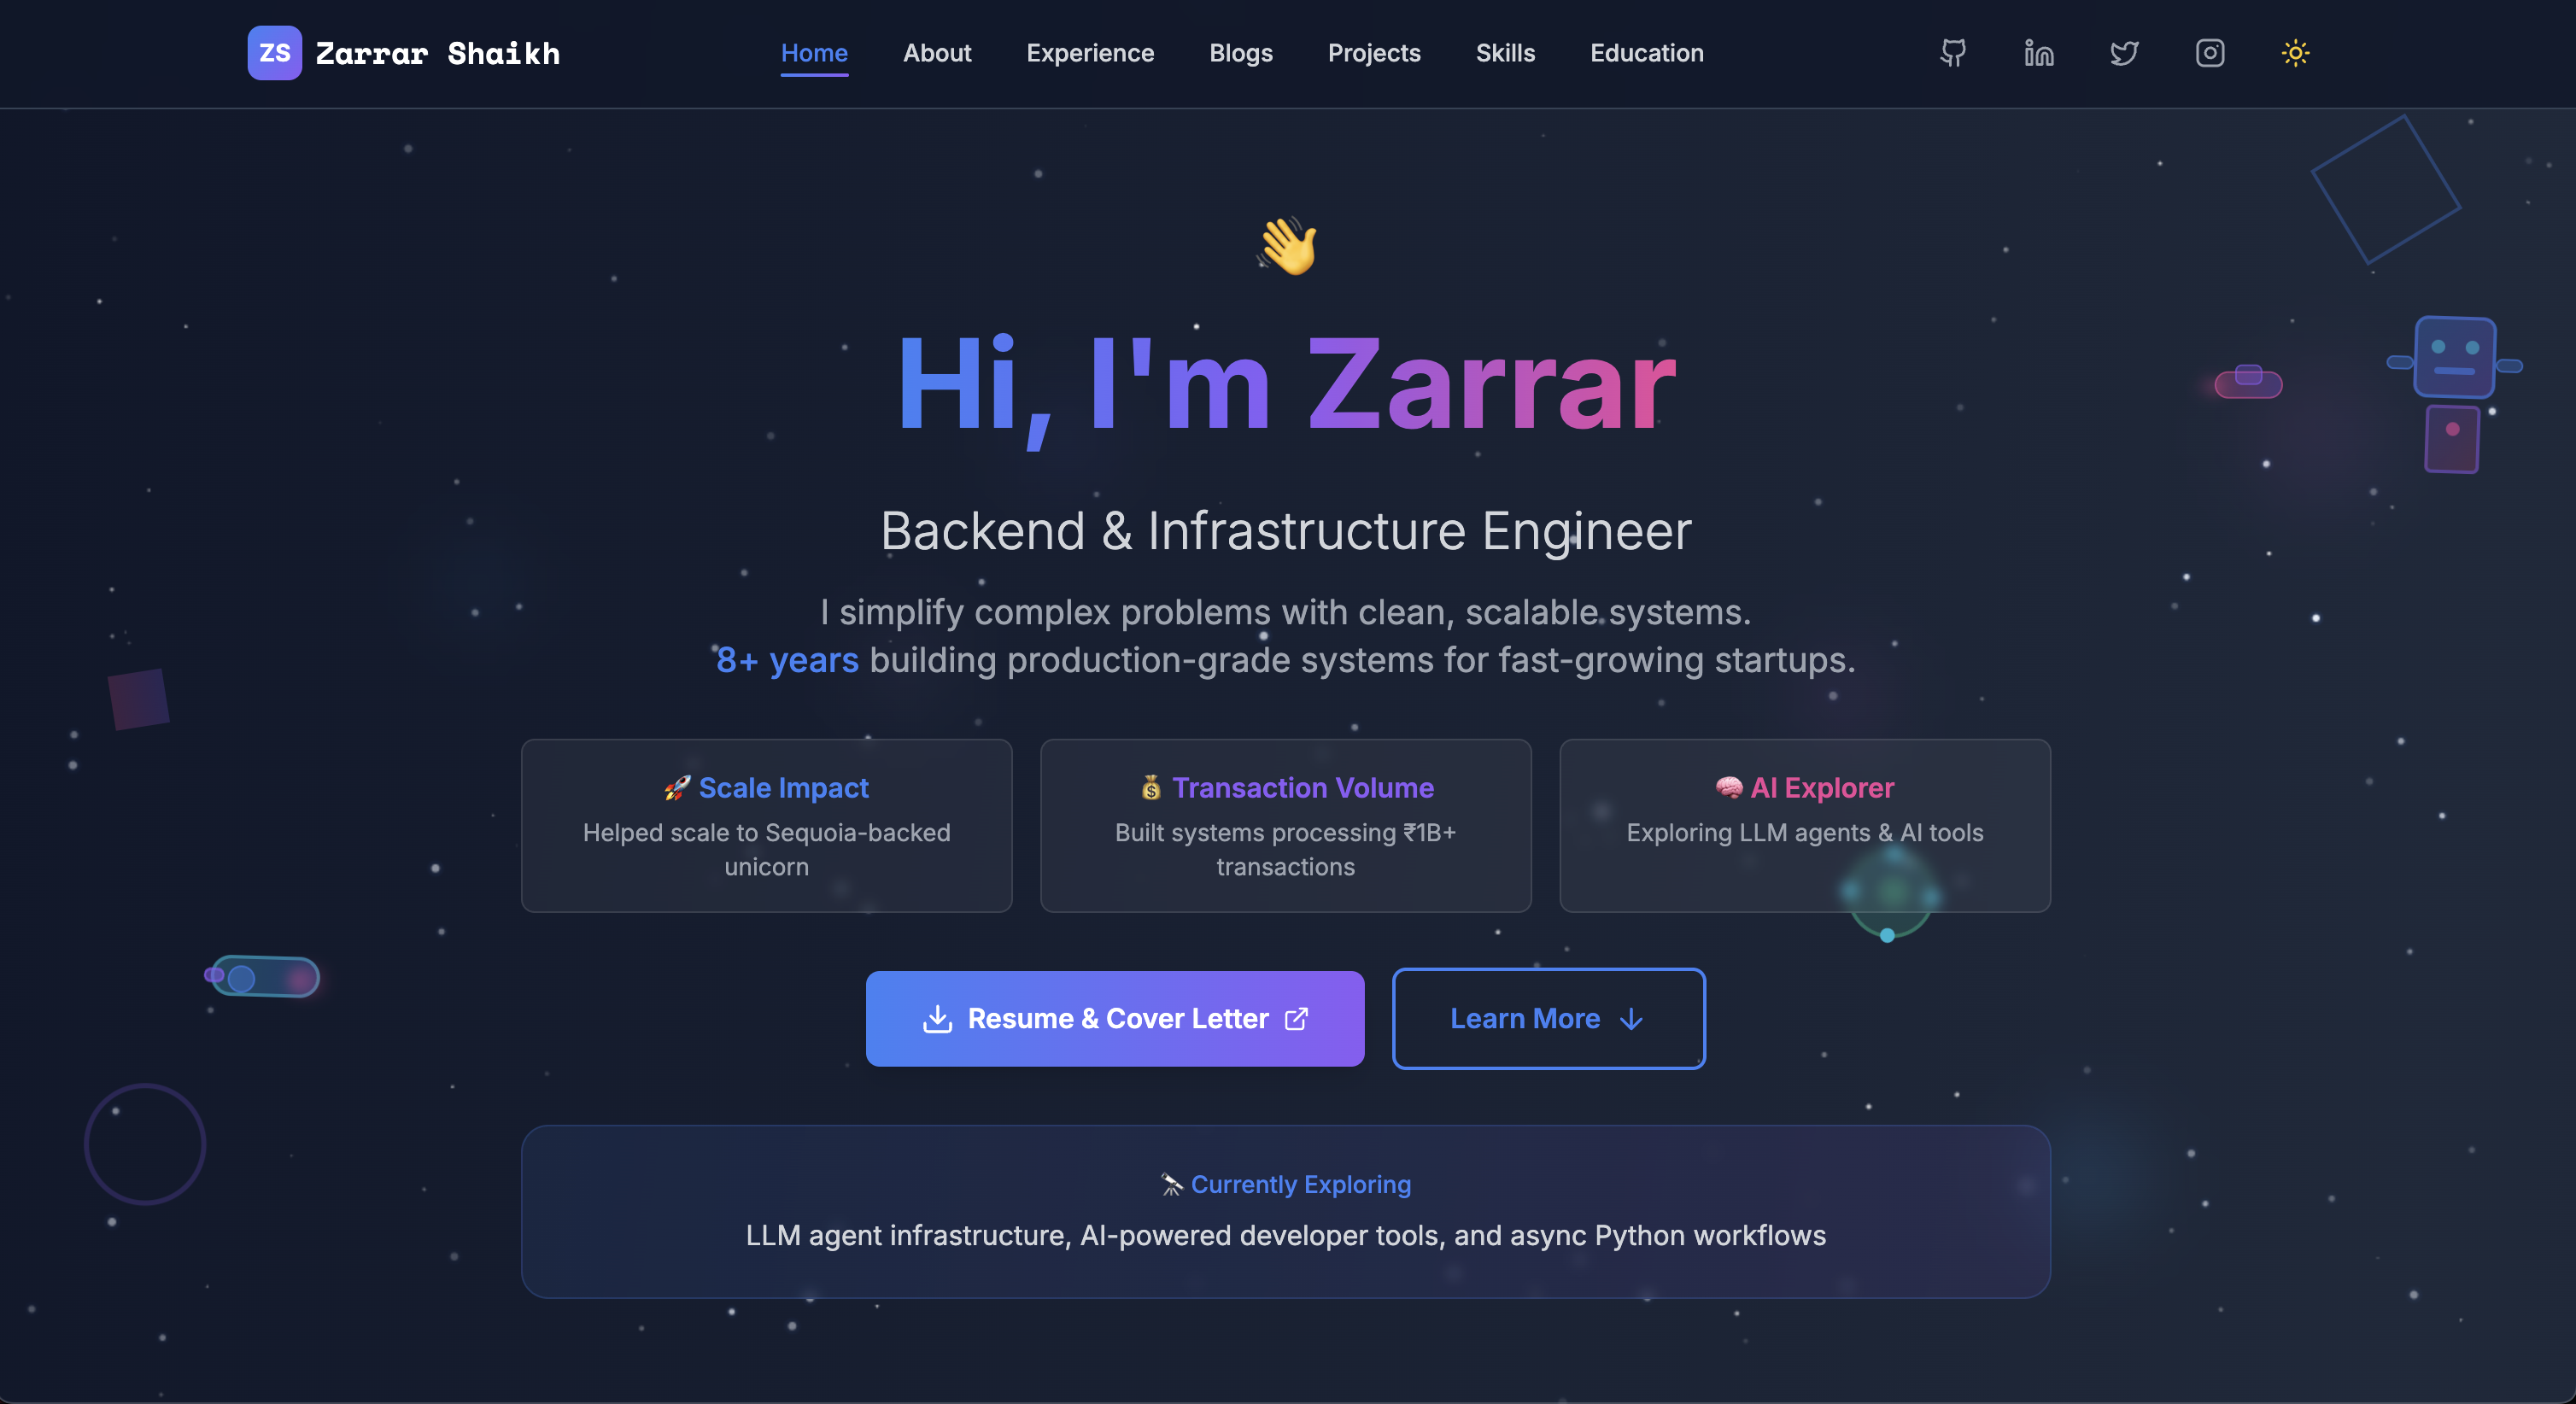 ZS Zarrar Shaikh
Home About Experience Blogs Projects Skills Education
Hi, I'm Zarrar
Backend & Infrastructure Engineer
I simplify complex problems with clean, scalable systems.
8+ years building production-grade systems for fast-growing startups.
🚀 Scale Impact
Helped scale to Sequoia-backed
unicorn
💰 Transaction Volume
Built systems processing ₹1B+
transactions
🧠 AI Explorer
Exploring LLM agents & AI tools
Resume & Cover Letter
Learn More
🔭 Currently Exploring
LLM agent infrastructure, AI-powered developer tools, and async Python workflows